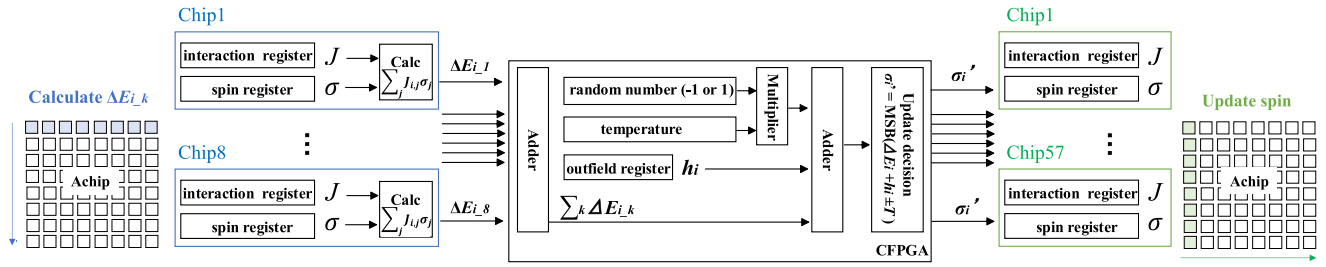 Calculate ΔEi_k
Achip
Chip1
interaction register J
spin register σ
Calc
∑j Ji,jσj
⋮
Chip8
interaction register J
spin register σ
Calc
∑j Ji,jσj
ΔEi_1
ΔEi_8
Adder
random number (-1 or 1)
temperature
Multiplier
outfield register hi
∑k ΔEi_k
Adder
Update decision
σi’ = MSB(ΔEi+hi±T)
CFPGA
σi’
σi’
Chip1
interaction register J
spin register σ
⋮
Chip57
interaction register J
spin register σ
Update spin
Achip